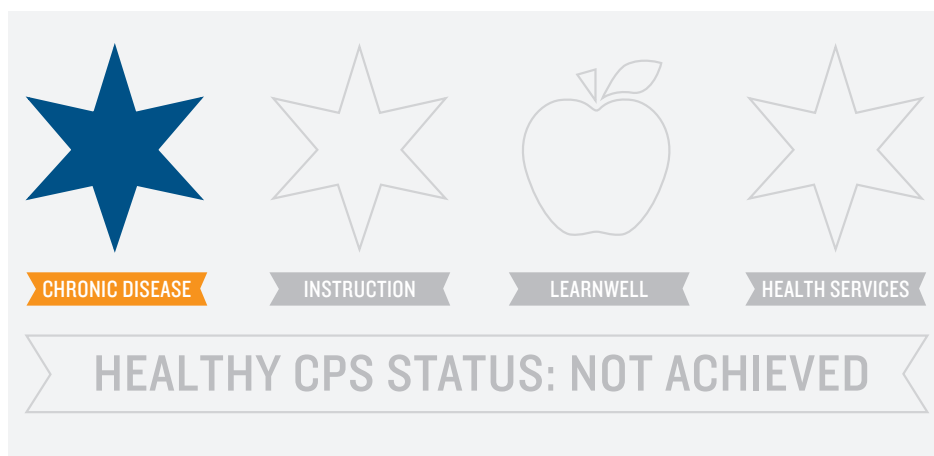 CHRONIC DISEASE
INSTRUCTION
LEARNWELL
HEALTH SERVICES
HEALTHY CPS STATUS: NOT ACHIEVED